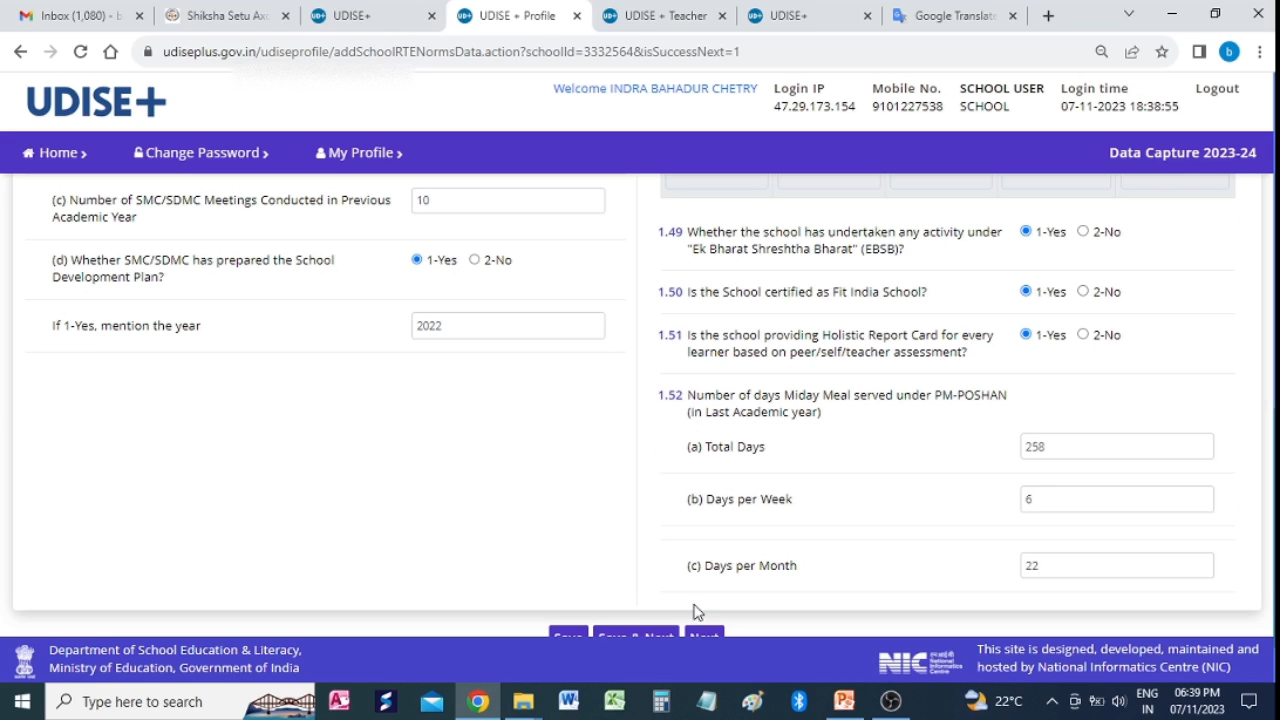 Inbox (1,080) - b
Shiksha Setu Axo
UDISE+
UDISE + Profile
UDISE + Teacher
UDISE+
Google Translate
udiseplus.gov.in/udiseprofile/addSchoolRTENormsData.action?schoolId=3332564&isSuccessNext=1
b
UDISE+
Welcome INDRA BAHADUR CHETRY
Login IP
47.29.173.154
Mobile No.
9101227538
SCHOOL USER
SCHOOL
Login time
07-11-2023 18:38:55
Logout
Home
Change Password
My Profile
Data Capture 2023-24
(c) Number of SMC/SDMC Meetings Conducted in Previous
Academic Year
10
(d) Whether SMC/SDMC has prepared the School
Development Plan?
1-Yes 2-No
If 1-Yes, mention the year
2022
1.49 Whether the school has undertaken any activity under
"Ek Bharat Shreshtha Bharat" (EBSB)?
1-Yes 2-No
1.50 Is the School certified as Fit India School?
1-Yes 2-No
1.51 Is the school providing Holistic Report Card for every
learner based on peer/self/teacher assessment?
1-Yes 2-No
1.52 Number of days Miday Meal served under PM-POSHAN
(in Last Academic year)
(a) Total Days
258
(b) Days per Week
6
(c) Days per Month
22
Save
Save & Next
Next
Department of School Education & Literacy,
Ministry of Education, Government of India
NIC
National
Informatics
Centre
This site is designed, developed, maintained and
hosted by National Informatics Centre (NIC)
Type here to search
22°C
ENG
IN
06:39 PM
07/11/2023